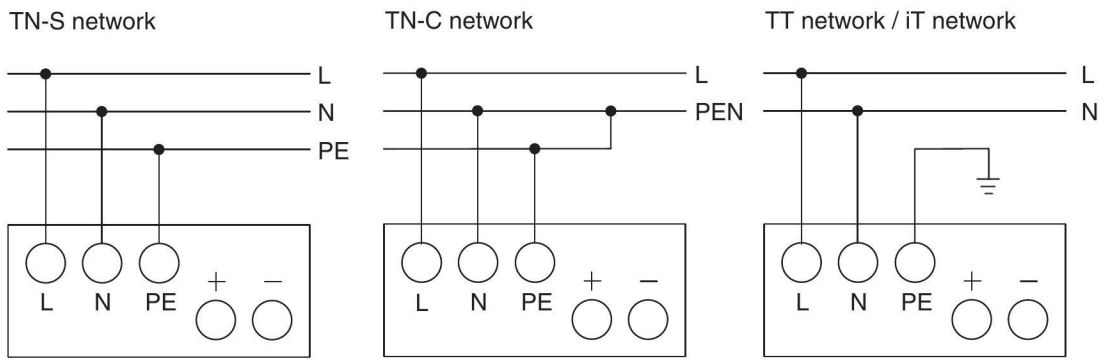 TN-S network
L
N
PE
L N PE + −
TN-C network
L
PEN
L N PE + −
TT network / iT network
L
N
L N PE + −